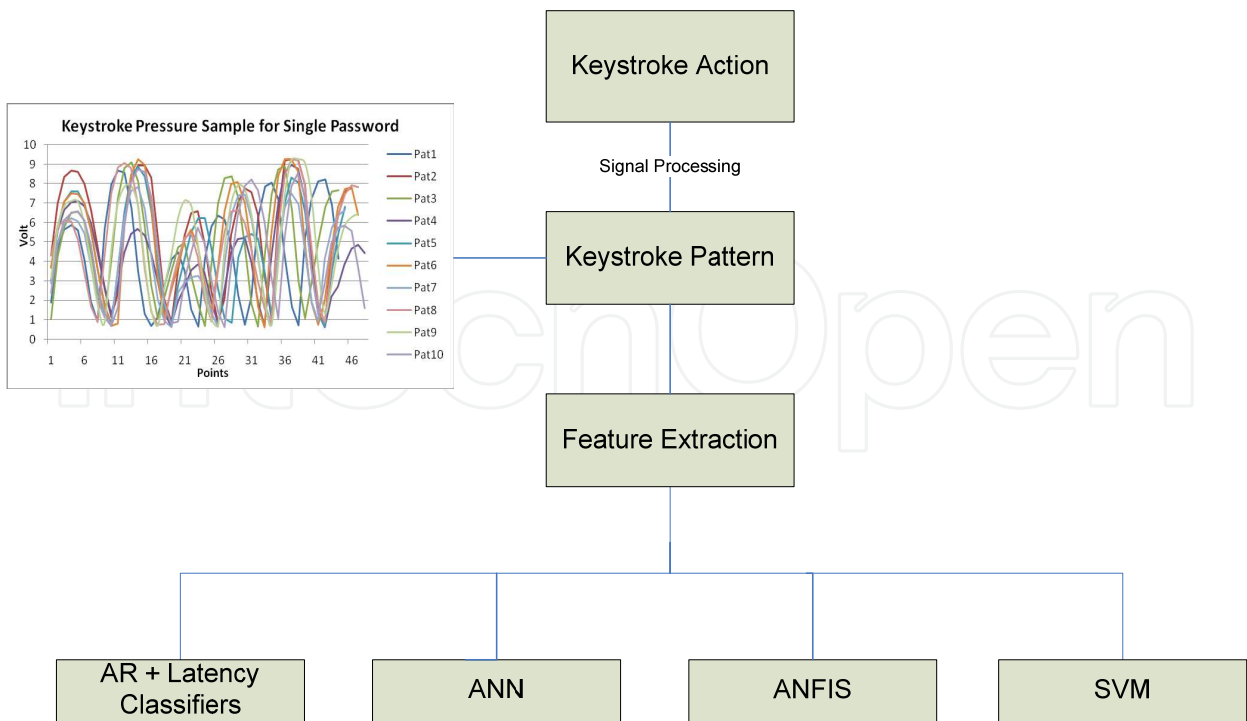 Keystroke Action
Signal Processing
Keystroke Pattern
Feature Extraction
AR + Latency
Classifiers
ANN
ANFIS
SVM
Keystroke Pressure Sample for Single Password
Volt
10
9
8
7
6
5
4
3
2
1
0
1 6 11 16 21 26 31 36 41 46
Points
Pat1
Pat2
Pat3
Pat4
Pat5
Pat6
Pat7
Pat8
Pat9
Pat10
IntechOpen